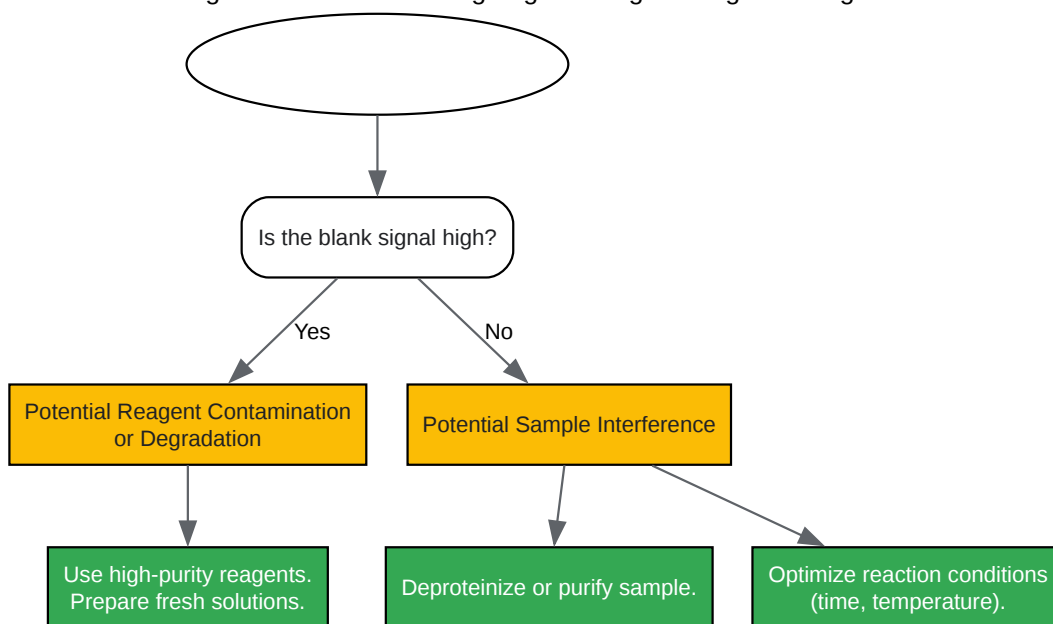 Is the blank signal high?
Yes
No
Potential Reagent Contamination
or Degradation
Potential Sample Interference
Use high-purity reagents.
Prepare fresh solutions.
Deproteinize or purify sample.
Optimize reaction conditions
(time, temperature).